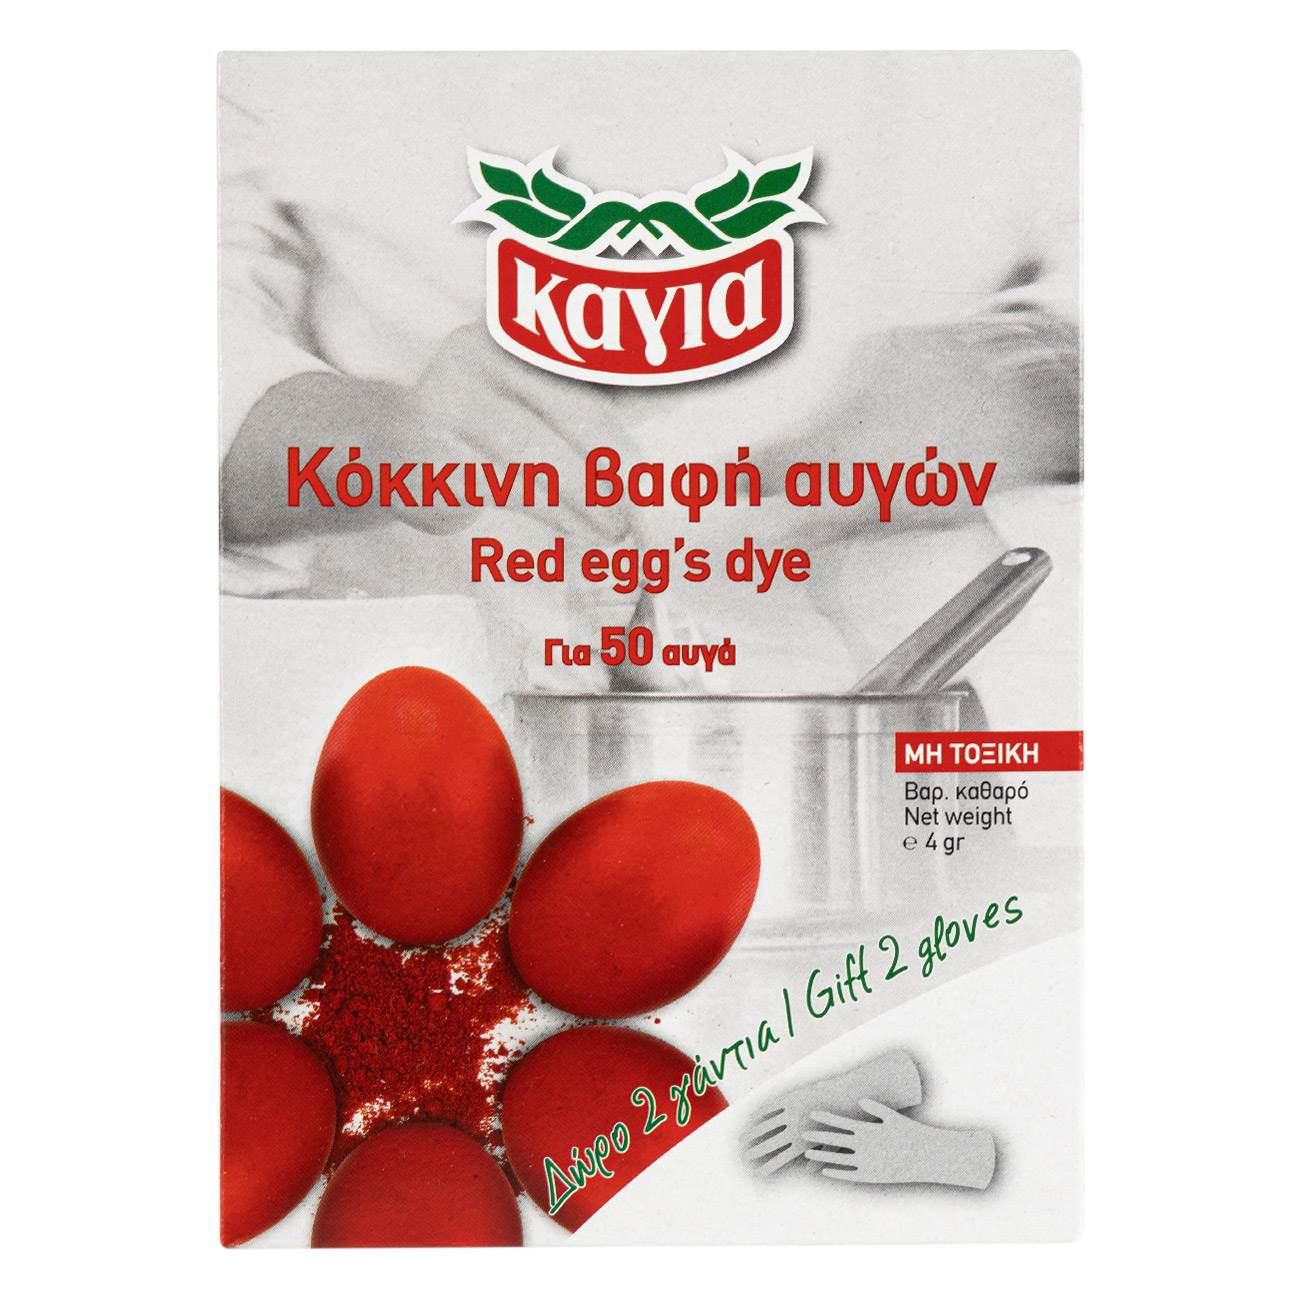 καγια
Κόκκινη βαφή αυγών
Red egg's dye
Για 50 αυγά
ΜΗ ΤΟΞΙΚΗ
Βαρ. καθαρό
Net weight
℮ 4 gr
Δώρο 2 γάντια / Gift 2 gloves